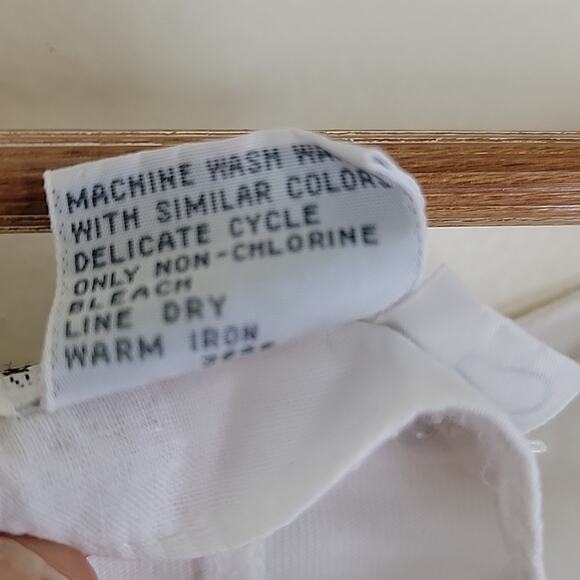 MACHINE WASH
WITH SIMILAR COLORS
DELICATE CYCLE
ONLY NON-CHLORINE
BLEACH
LINE DRY
WARM IRON